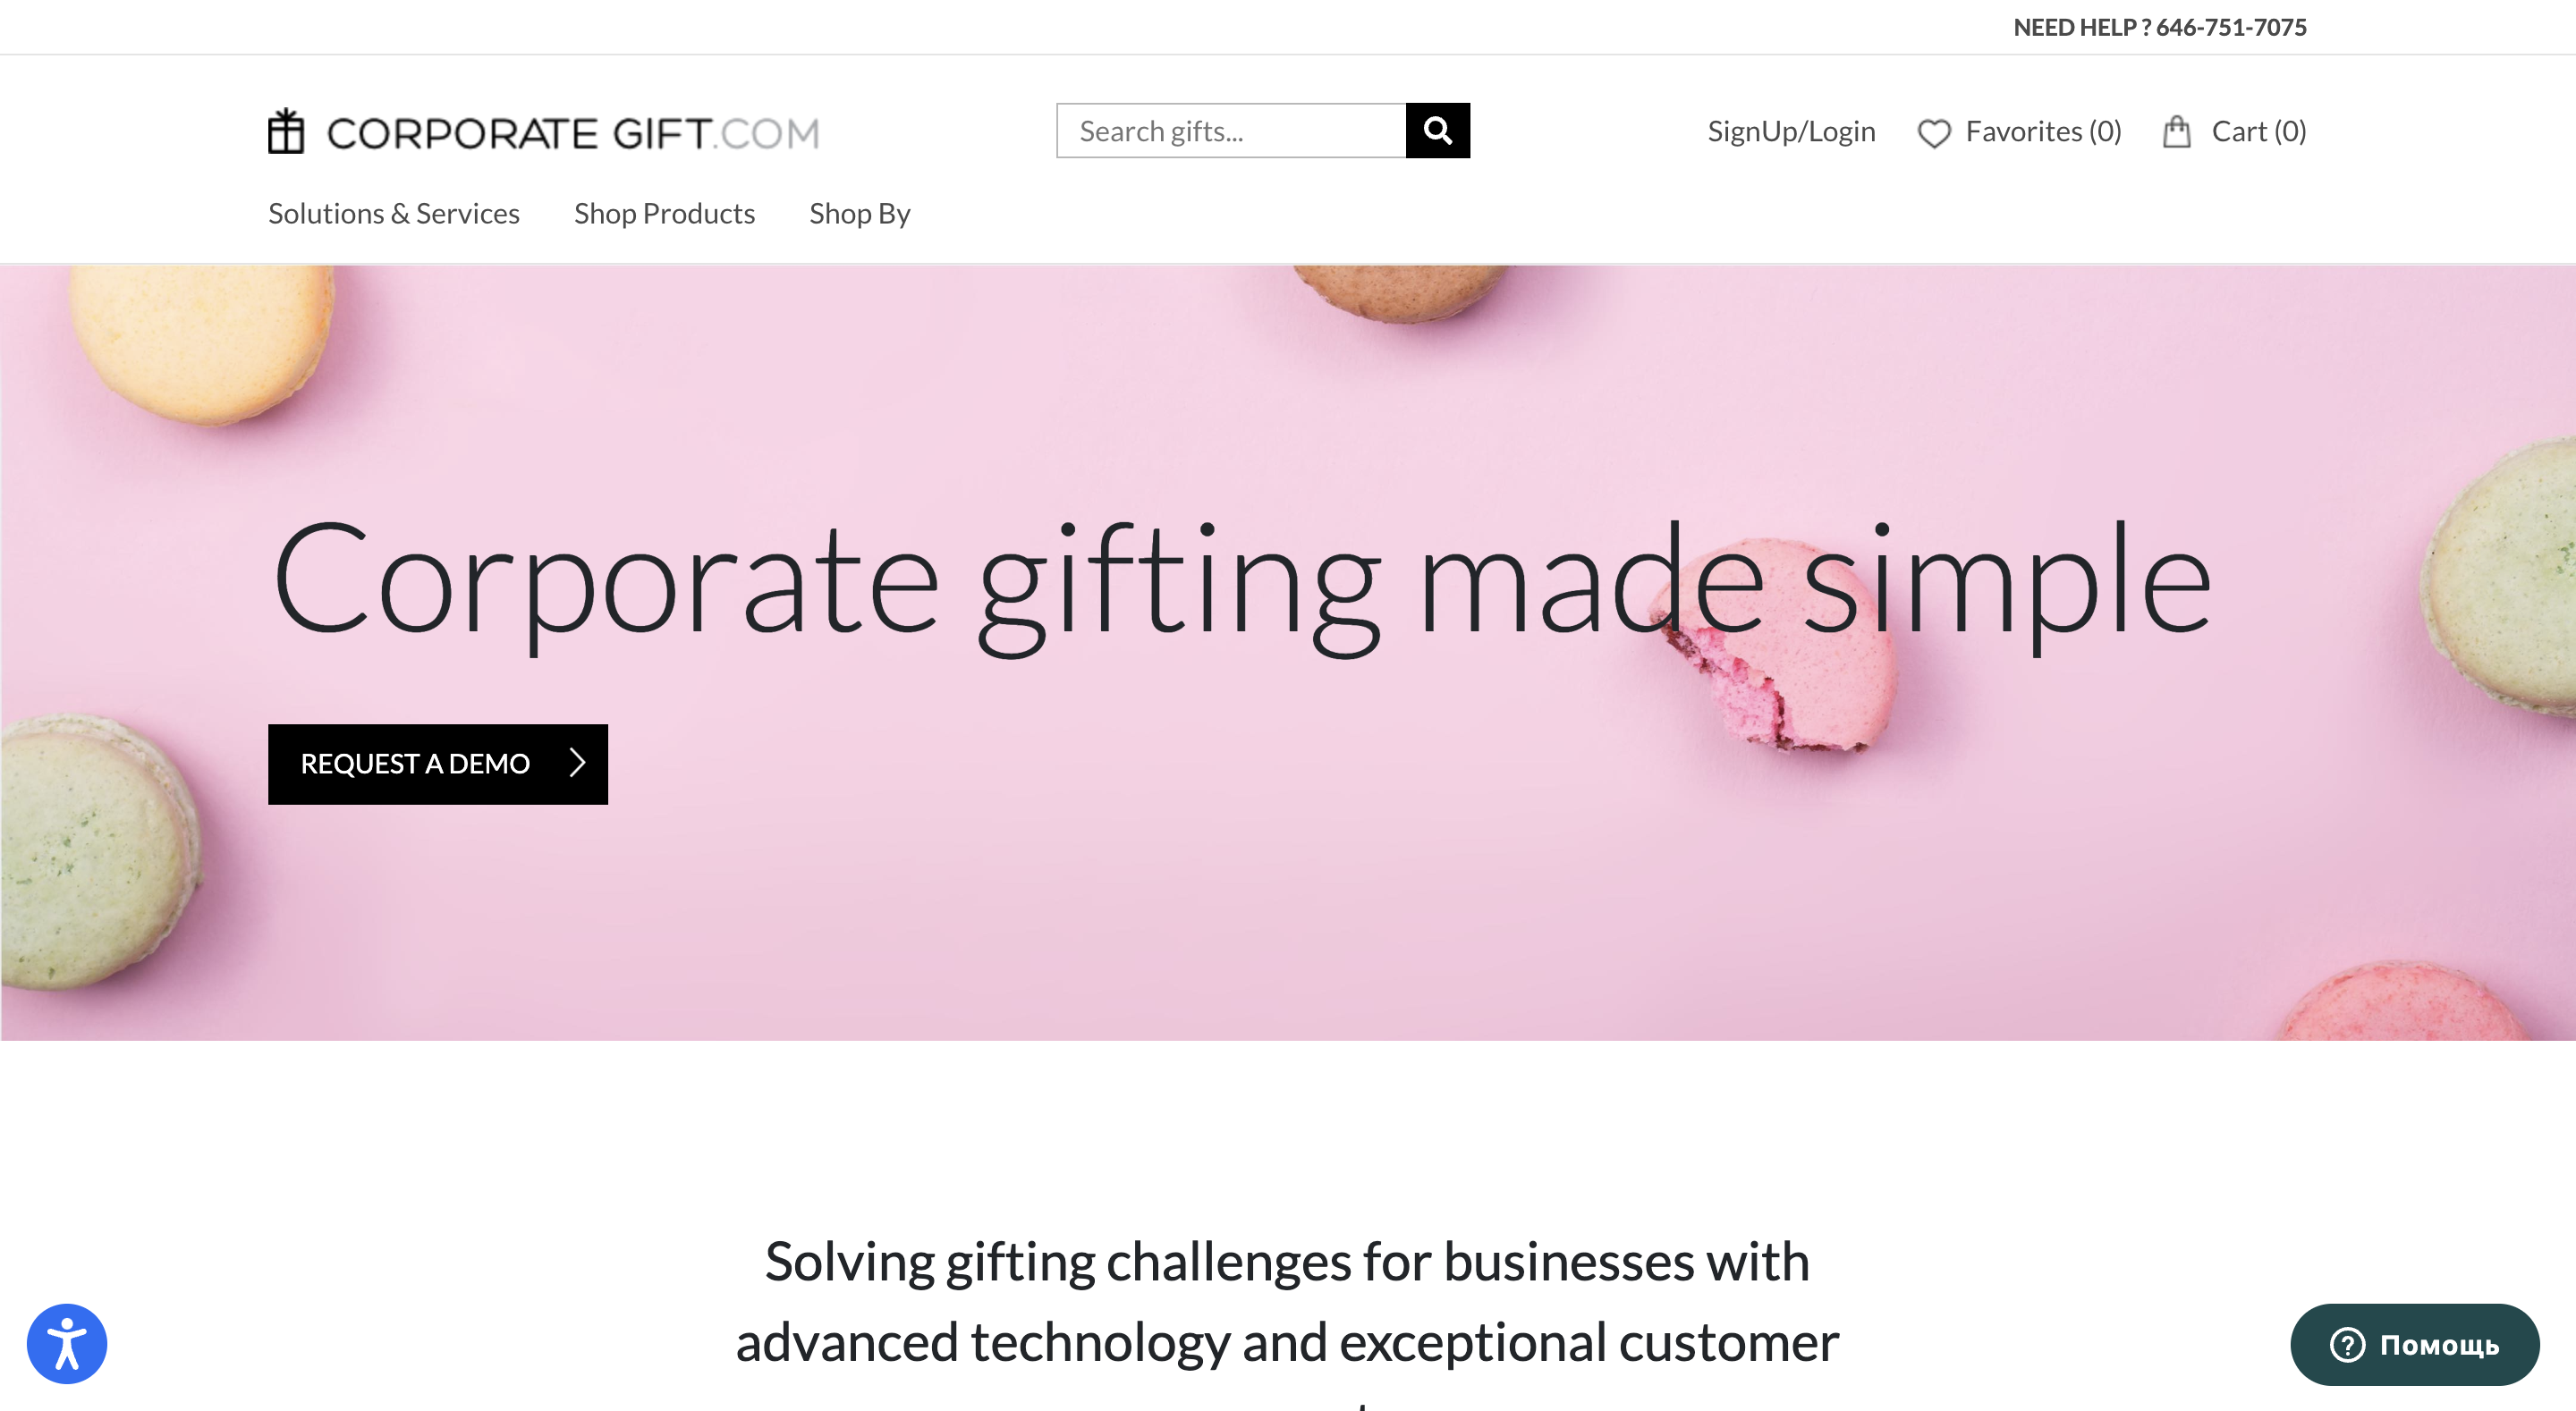 NEED HELP ? 646-751-7075
CORPORATE GIFT.COM
Search gifts...
SignUp/Login
Favorites (0)
Cart (0)
Solutions & Services
Shop Products
Shop By
Corporate gifting made simple
REQUEST A DEMO
Solving gifting challenges for businesses with
advanced technology and exceptional customer
Помощь